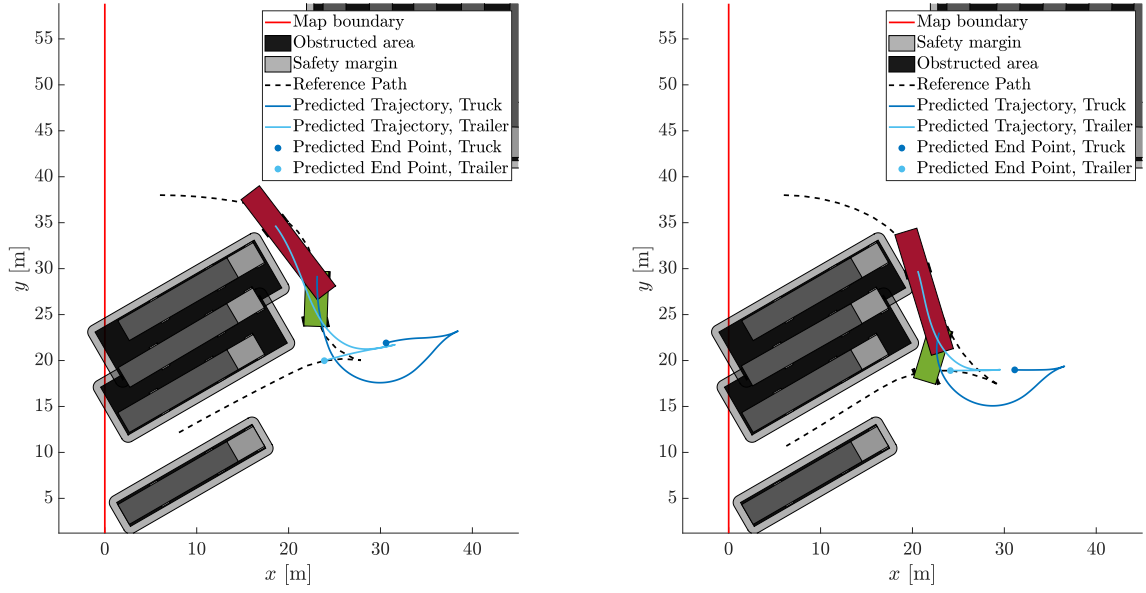 Map boundary
Obstructed area
Safety margin
Reference Path
Predicted Trajectory, Truck
Predicted Trajectory, Trailer
Predicted End Point, Truck
Predicted End Point, Trailer
55
50
45
40
35
30
25
20
15
10
5
y [m]
0
10
20
30
40
x [m]
Map boundary
Safety margin
Obstructed area
Reference Path
Predicted Trajectory, Truck
Predicted Trajectory, Trailer
Predicted End Point, Truck
Predicted End Point, Trailer
55
50
45
40
35
30
25
20
15
10
5
y [m]
0
10
20
30
40
x [m]